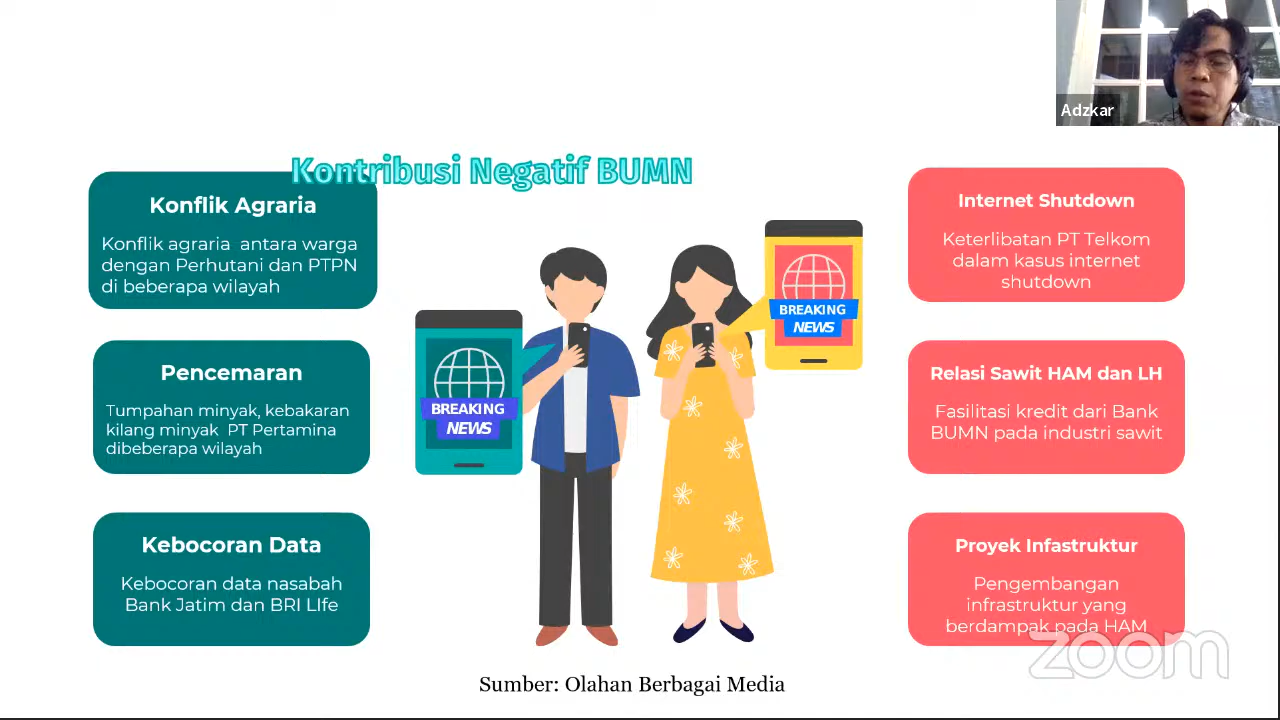 Adzkar
Kontribusi Negatif BUMN
Konflik Agraria
Konflik agraria  antara warga
dengan Perhutani dan PTPN
di beberapa wilayah
Pencemaran
Tumpahan minyak, kebakaran
kilang minyak  PT Pertamina
dibeberapa wilayah
Kebocoran Data
Kebocoran data nasabah
Bank Jatim dan BRI LIfe
BREAKING
NEWS
BREAKING
NEWS
Internet Shutdown
Keterlibatan PT Telkom
dalam kasus internet
shutdown
Relasi Sawit HAM dan LH
Fasilitasi kredit dari Bank
BUMN pada industri sawit
Proyek Infastruktur
Pengembangan
infrastruktur yang
berdampak pada HAM
zoom
Sumber: Olahan Berbagai Media